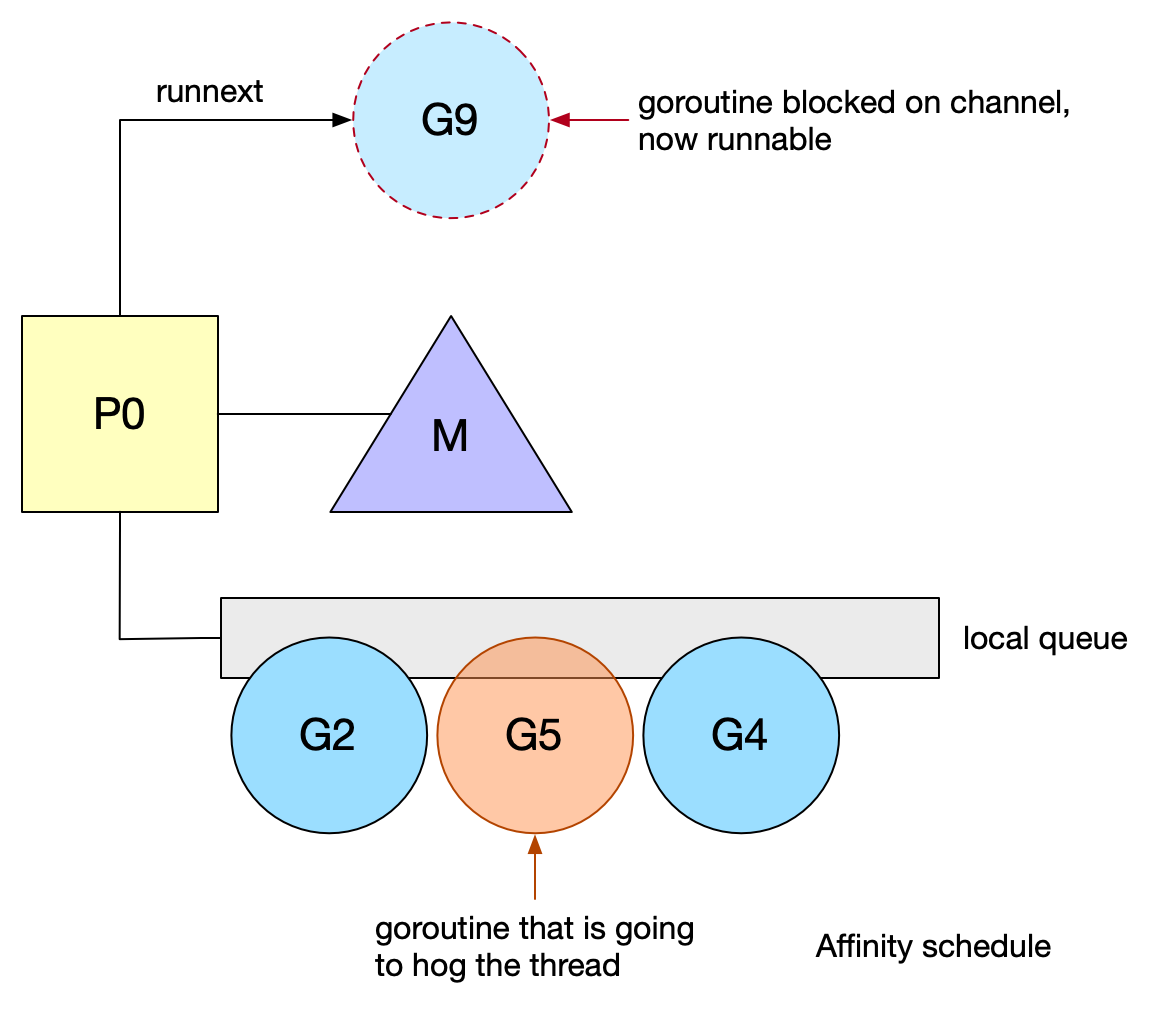 runnext
G9
goroutine blocked on channel,
now runnable
P0
M
local queue
G2
G5
G4
goroutine that is going
to hog the thread
Affinity schedule